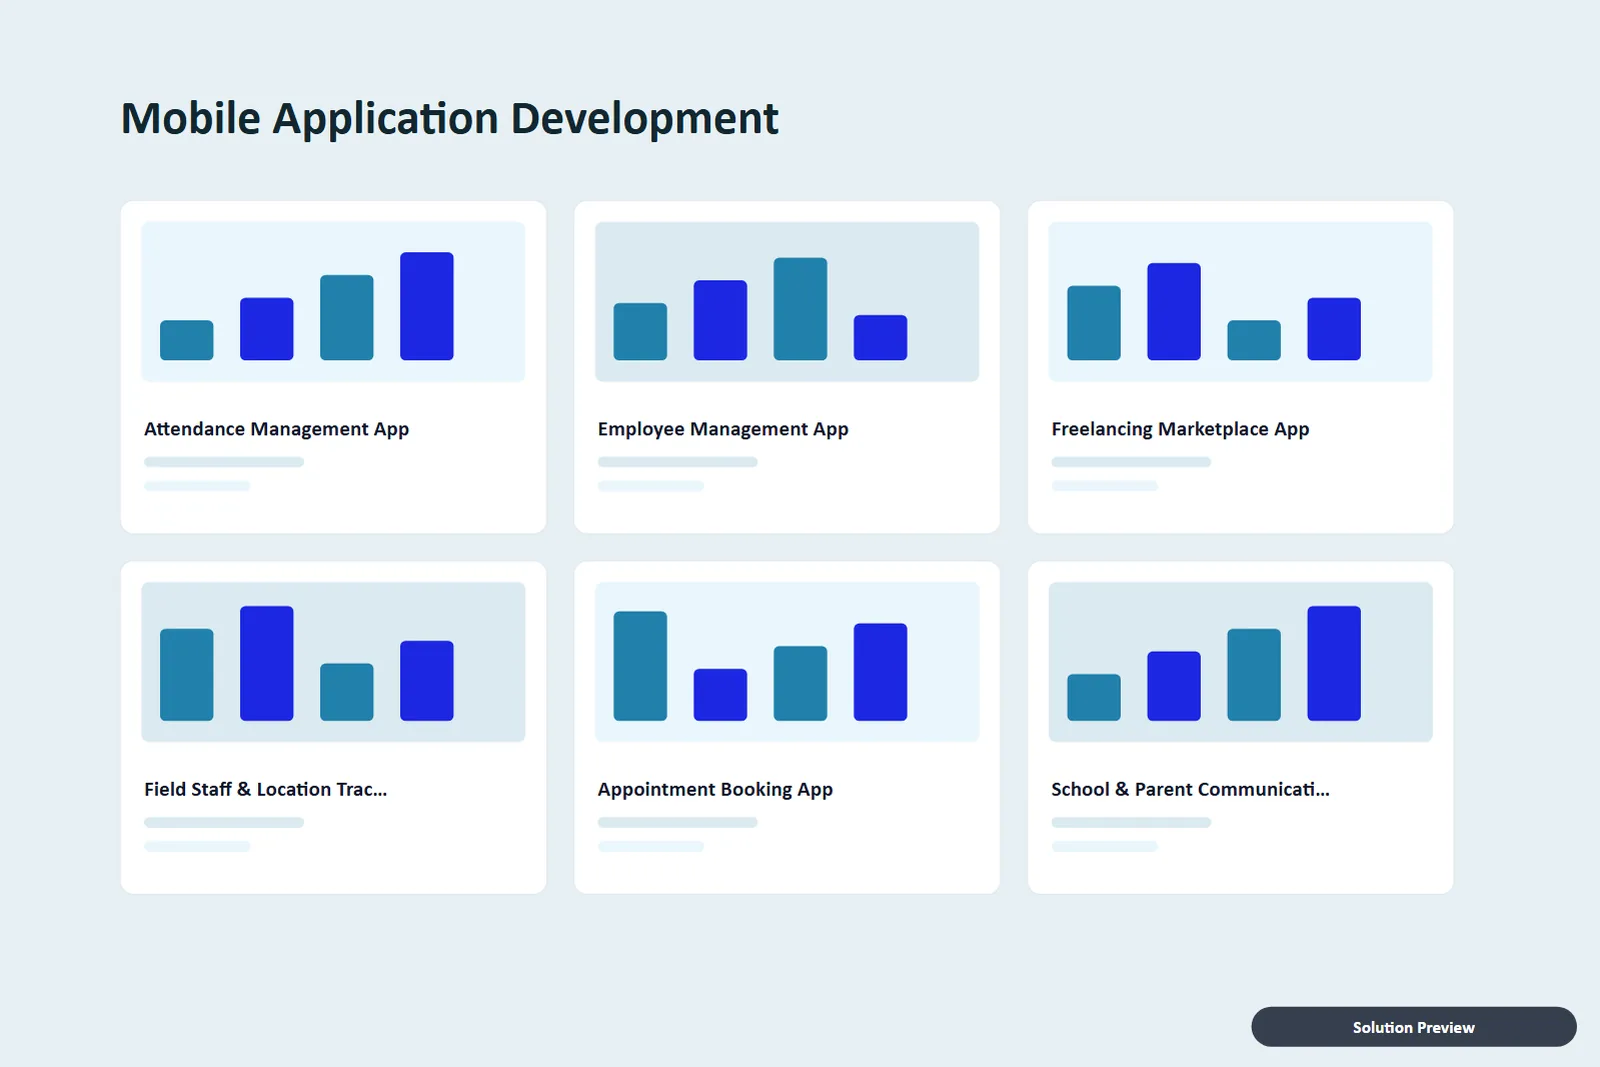 Mobile Application Development
Attendance Management App
Employee Management App
Freelancing Marketplace App
Field Staff & Location Trac...
Appointment Booking App
School & Parent Communicati...
Solution Preview